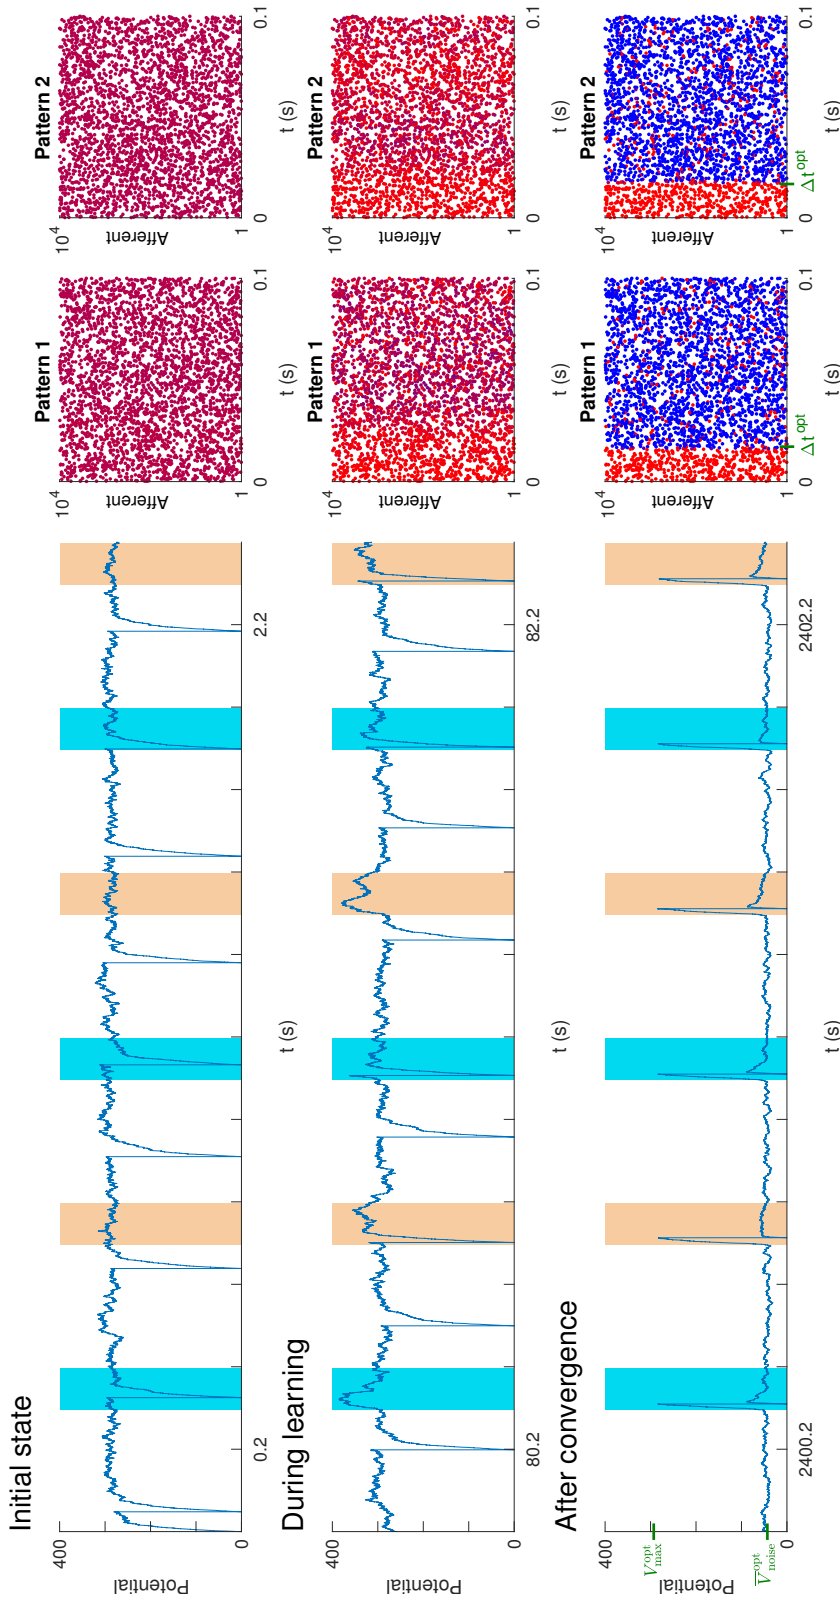 Initial state
Potential
400
0
0.2
2.2
t (s)
Pattern 1
Afferent
10^4
1
0
0.1
t (s)
Pattern 2
Afferent
10^4
1
0
0.1
t (s)
During learning
Potential
400
0
80.2
82.2
t (s)
Pattern 1
Afferent
10^4
1
0
0.1
t (s)
Pattern 2
Afferent
10^4
1
0
0.1
t (s)
After convergence
Potential
400
V_max^opt
V̅_noise^opt
0
2400.2
2402.2
t (s)
Pattern 1
Afferent
10^4
1
0
Δt^opt
0.1
t (s)
Pattern 2
Afferent
10^4
1
0
Δt^opt
0.1
t (s)